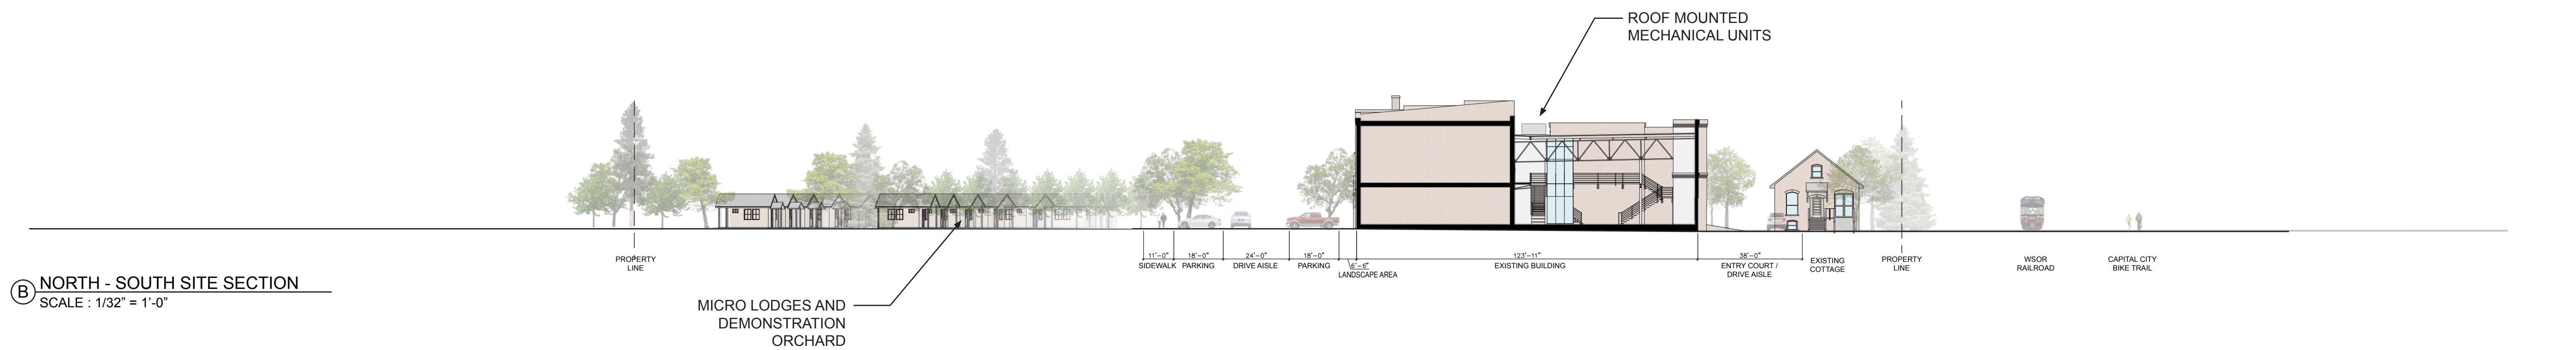 ROOF MOUNTED
MECHANICAL UNITS
PROPERTY
LINE
11'-0"
SIDEWALK
18'-0"
PARKING
24'-0"
DRIVE AISLE
18'-0"
PARKING
6'-6"
LANDSCAPE AREA
123'-11"
EXISTING BUILDING
38'-0"
ENTRY COURT /
DRIVE AISLE
EXISTING
COTTAGE
PROPERTY
LINE
WSOR
RAILROAD
CAPITAL CITY
BIKE TRAIL
B
NORTH - SOUTH SITE SECTION
SCALE : 1/32” = 1’-0”
MICRO LODGES AND
DEMONSTRATION
ORCHARD